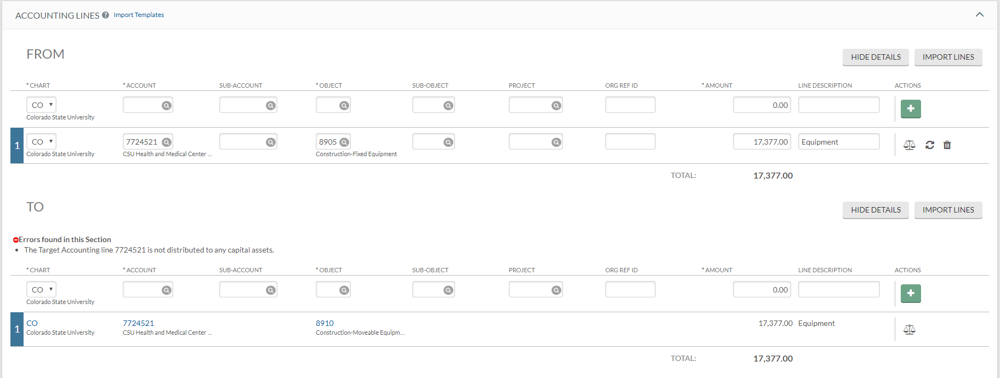 ACCOUNTING LINES ? Import Templates
FROM
HIDE DETAILS IMPORT LINES
* CHART * ACCOUNT SUB-ACCOUNT * OBJECT SUB-OBJECT PROJECT ORG REF ID * AMOUNT LINE DESCRIPTION ACTIONS
CO 0.00
Colorado State University
1 CO 7724521 8905 17,377.00 Equipment
Colorado State University CSU Health and Medical Center ... Construction-Fixed Equipment
TOTAL: 17,377.00
TO
HIDE DETAILS IMPORT LINES
Errors found in this Section
• The Target Accounting line 7724521 is not distributed to any capital assets.
* CHART * ACCOUNT SUB-ACCOUNT * OBJECT SUB-OBJECT PROJECT ORG REF ID * AMOUNT LINE DESCRIPTION ACTIONS
CO 0.00
Colorado State University
1 CO 7724521 8910 17,377.00 Equipment
Colorado State University CSU Health and Medical Center ... Construction-Moveable Equipm...
TOTAL: 17,377.00